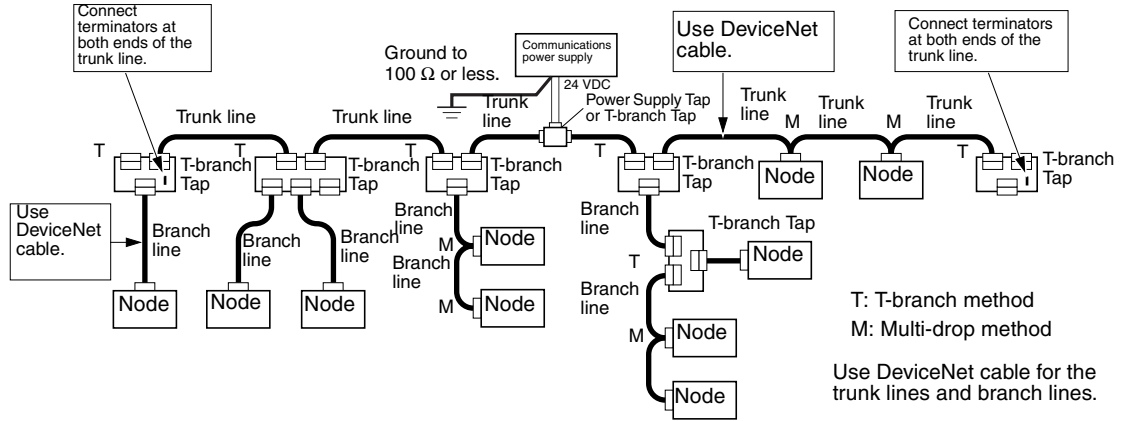 Connect
terminators at
both ends of the
trunk line.
Ground to
100 Ω or less.
Communications
power supply
24 VDC
Use DeviceNet
cable.
Connect terminators
at both ends of the
trunk line.
Trunk line
Trunk line
Trunk
line
Power Supply Tap
or T-branch Tap
Trunk
line
M
Trunk
line
M
Trunk
line
T
T-branch
Tap
T
T-branch
Tap
T
T-branch
Tap
T
T-branch
Tap
Node
Node
T
T-branch
Tap
Use
DeviceNet
cable.
Branch
line
Node
Branch
line
Node
Branch
line
Node
Branch
line
M
Node
Branch
line
M
Node
Branch
line
T-branch Tap
T
Node
Branch
line
M
Node
Node
T: T-branch method
M: Multi-drop method
Use DeviceNet cable for the
trunk lines and branch lines.